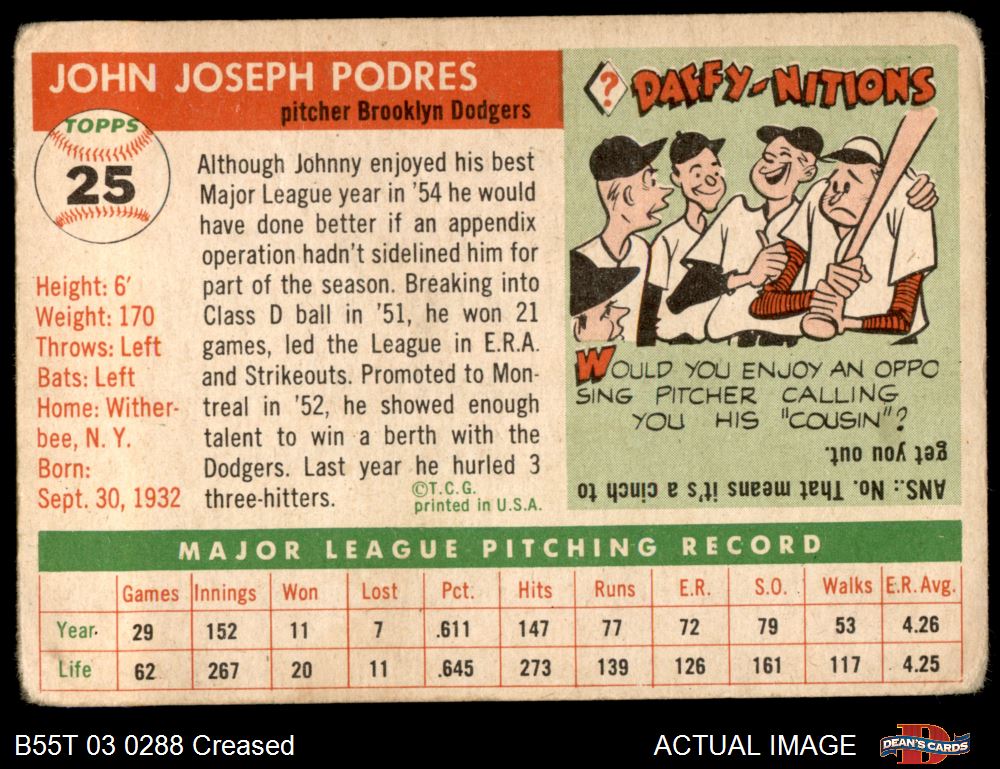 JOHN JOSEPH PODRES
pitcher Brooklyn Dodgers
TOPPS
25
Height: 6'
Weight: 170
Throws: Left
Bats: Left
Home: Wither-
bee, N. Y.
Born:
Sept. 30, 1932
Although Johnny enjoyed his best
Major League year in '54 he would
have done better if an appendix
operation hadn't sidelined him for
part of the season. Breaking into
Class D ball in '51, he won 21
games, led the League in E.R.A.
and Strikeouts. Promoted to Mon-
treal in '52, he showed enough
talent to win a berth with the
Dodgers. Last year he hurled 3
three-hitters.
©T.C.G.
printed in U.S.A.
? DAFFY-NITIONS
WOULD YOU ENJOY AN OPPO
SING PITCHER CALLING
YOU HIS "COUSIN"?
ANS.: No. That means it's a cinch to
get you out.
MAJOR LEAGUE PITCHING RECORD
Games Innings Won Lost Pct. Hits Runs E.R. S.O. Walks E.R. Avg.
Year 29 152 11 7 .611 147 77 72 79 53 4.26
Life 62 267 20 11 .645 273 139 126 161 117 4.25
B55T 03 0288 Creased
ACTUAL IMAGE
DEAN'S CARDS